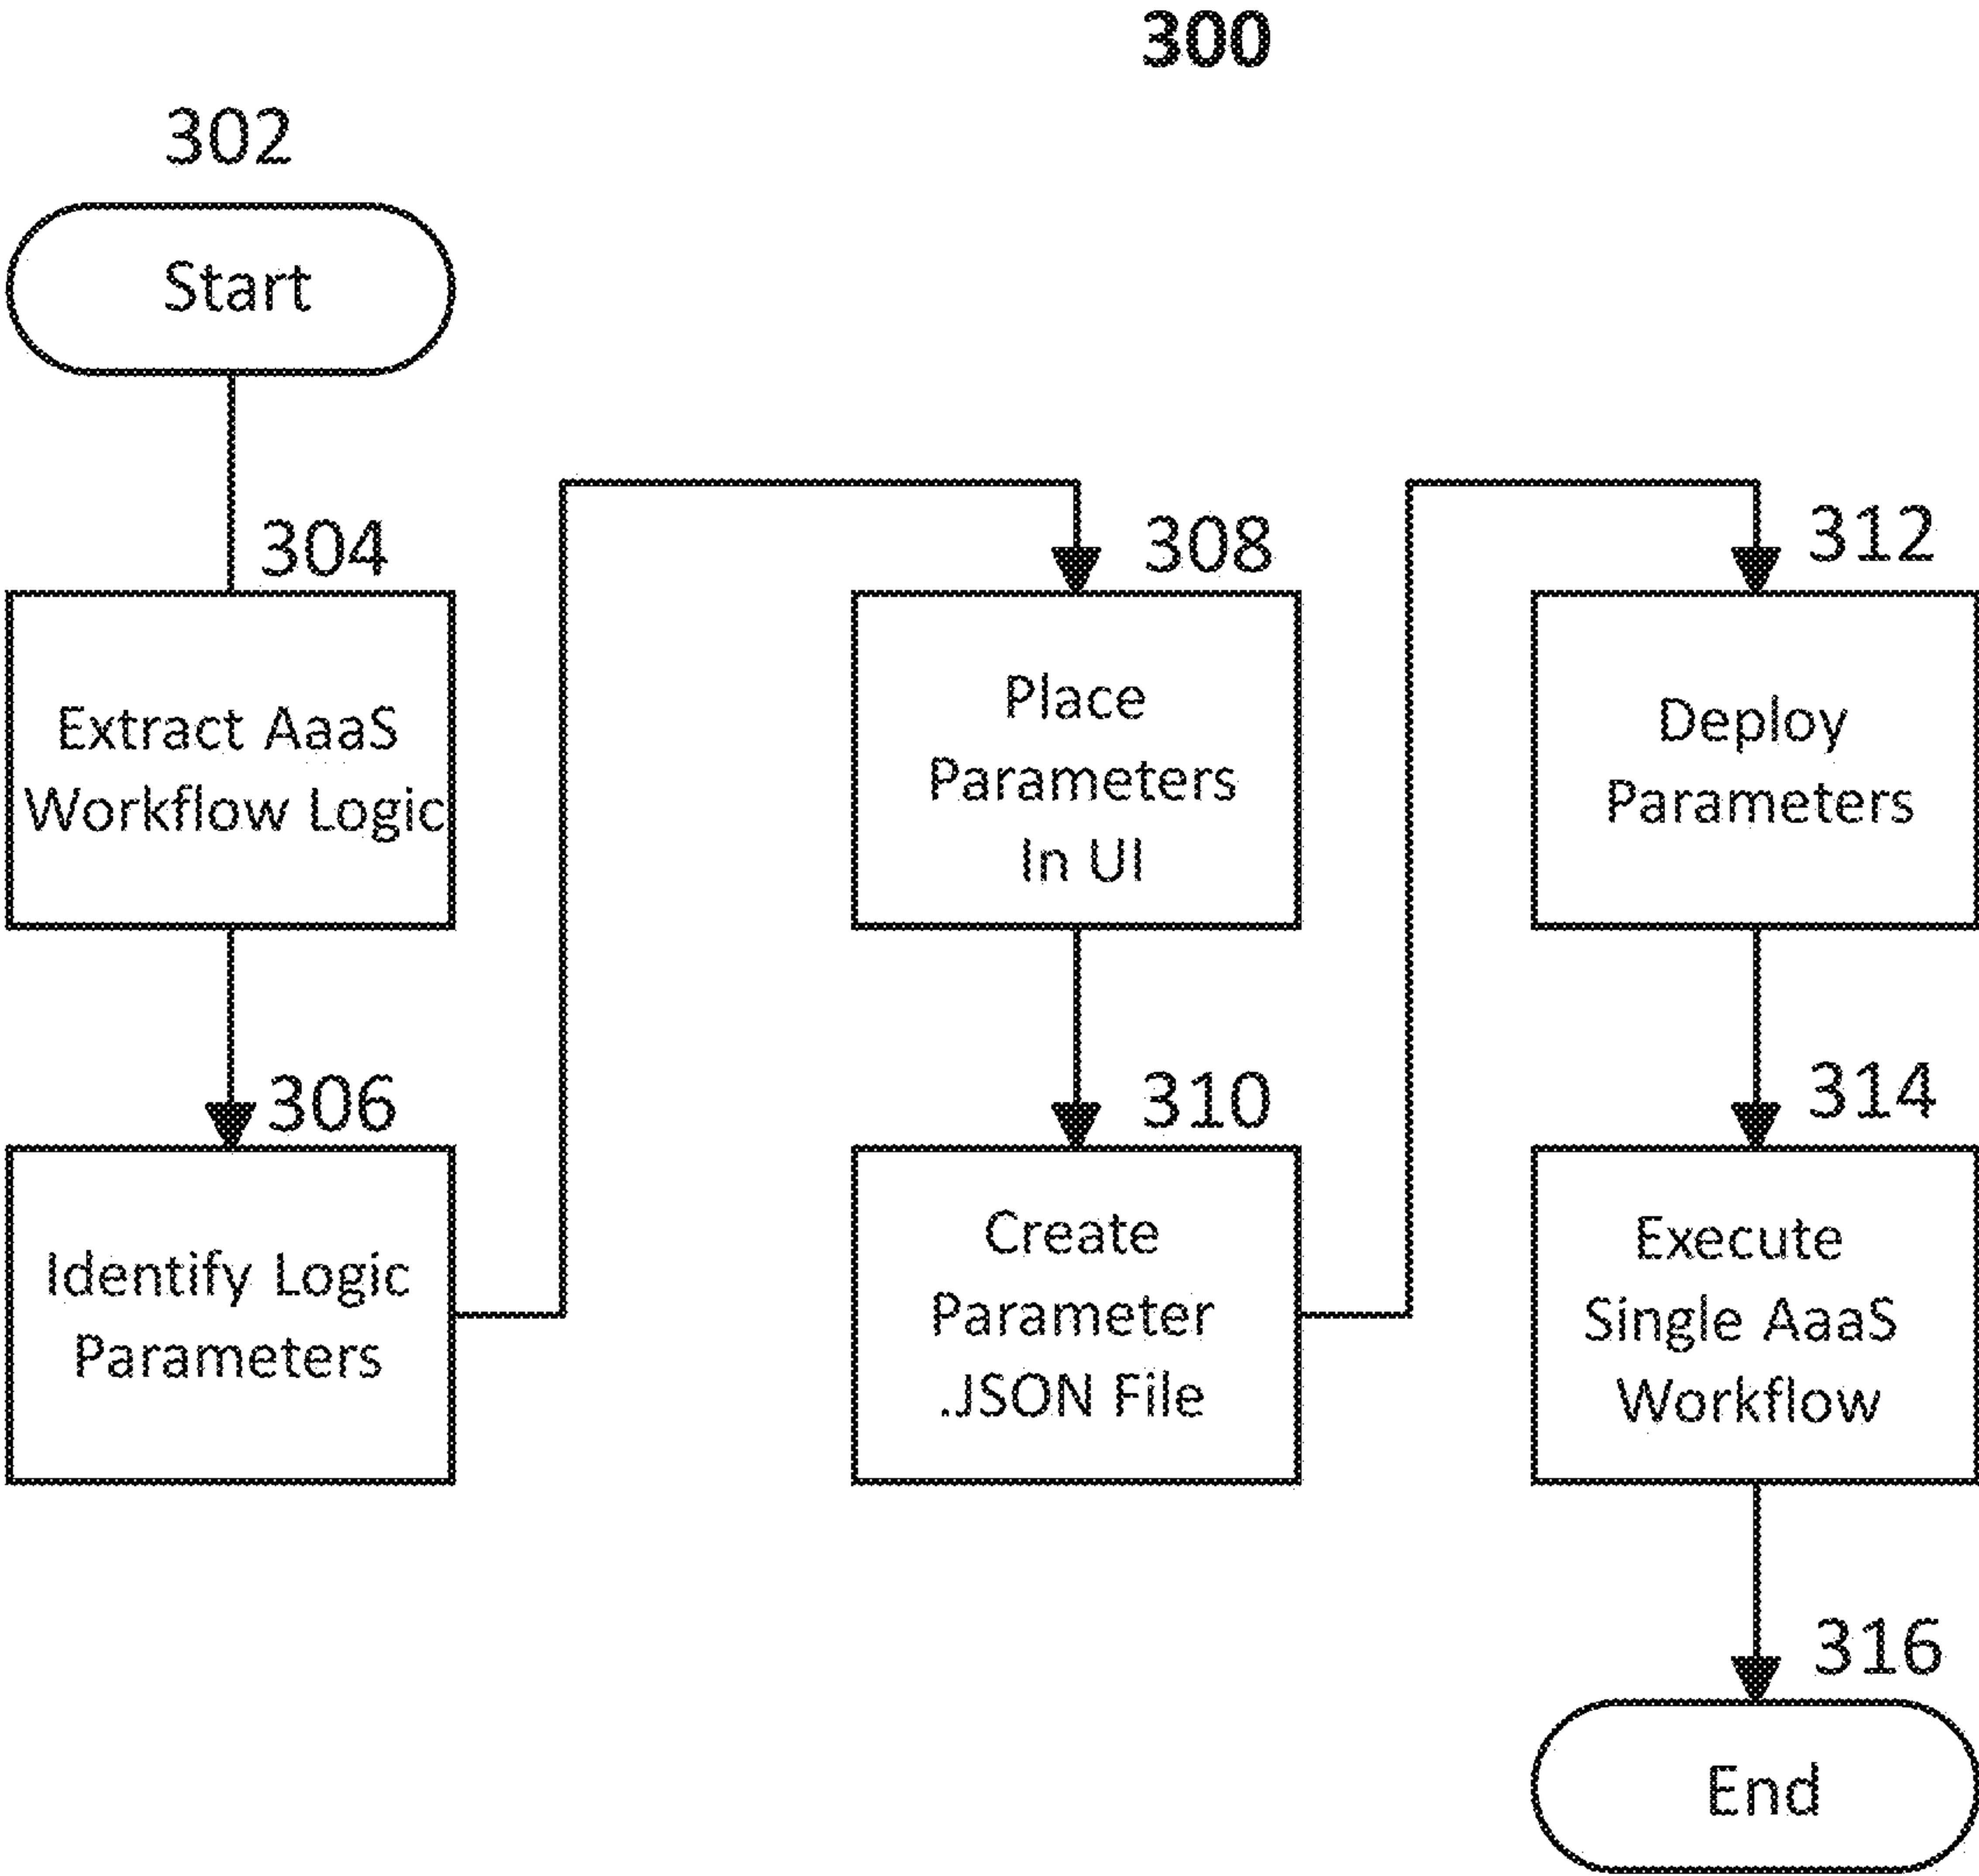 300
302
Start
304
Extract AaaS
Workflow Logic
306
Identify Logic
Parameters
308
Place
Parameters
In UI
310
Create
Parameter
.JSON File
312
Deploy
Parameters
314
Execute
Single AaaS
Workflow
316
End